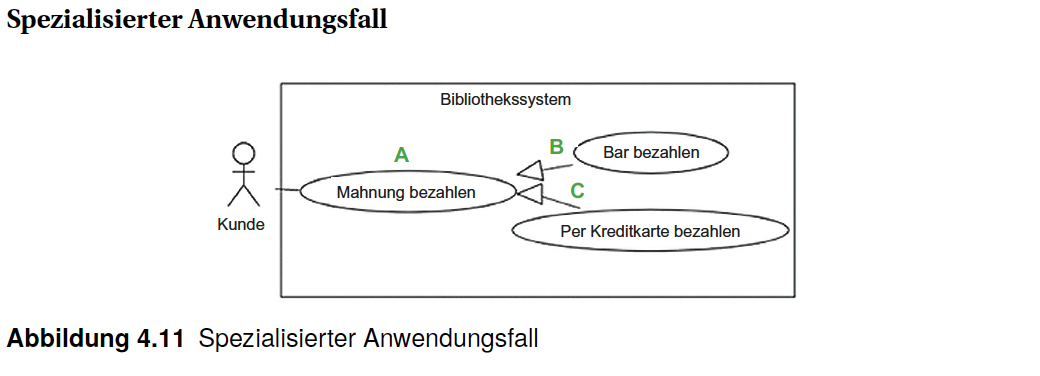 Spezialisierter Anwendungsfall
Bibliothekssystem
A
B
Bar bezahlen
Mahnung bezahlen
C
Kunde
Per Kreditkarte bezahlen
Abbildung 4.11 Spezialisierter Anwendungsfall